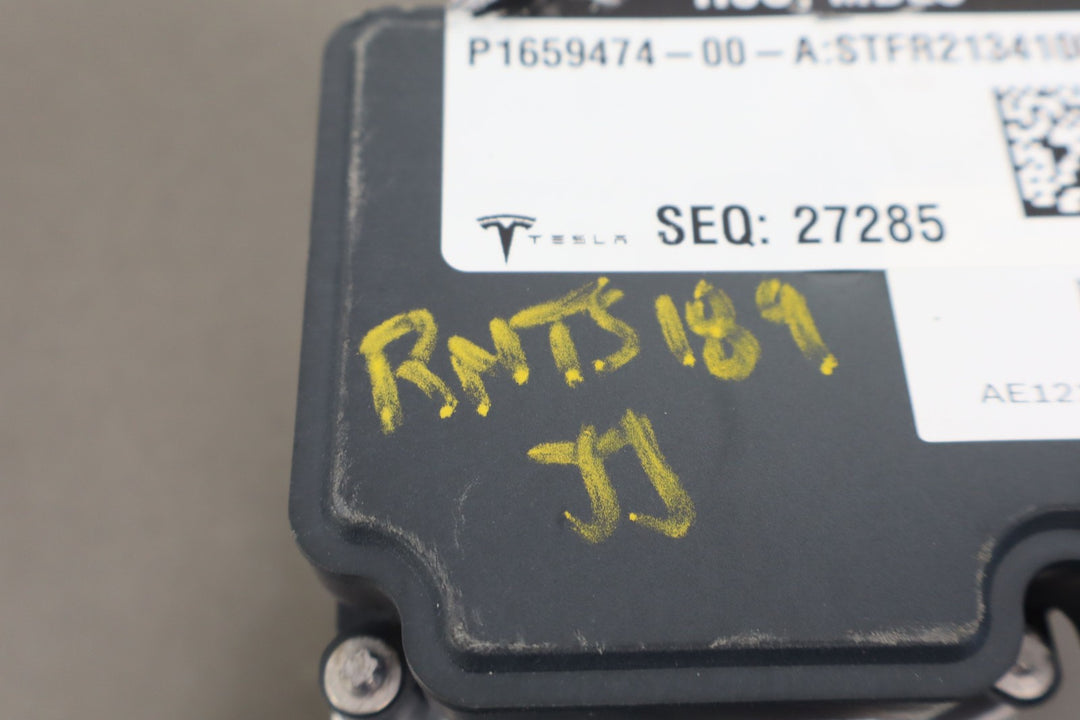 P1659474-00-A:STFR21341
TESLA SEQ: 27285
AE12
RMTS189
JJ